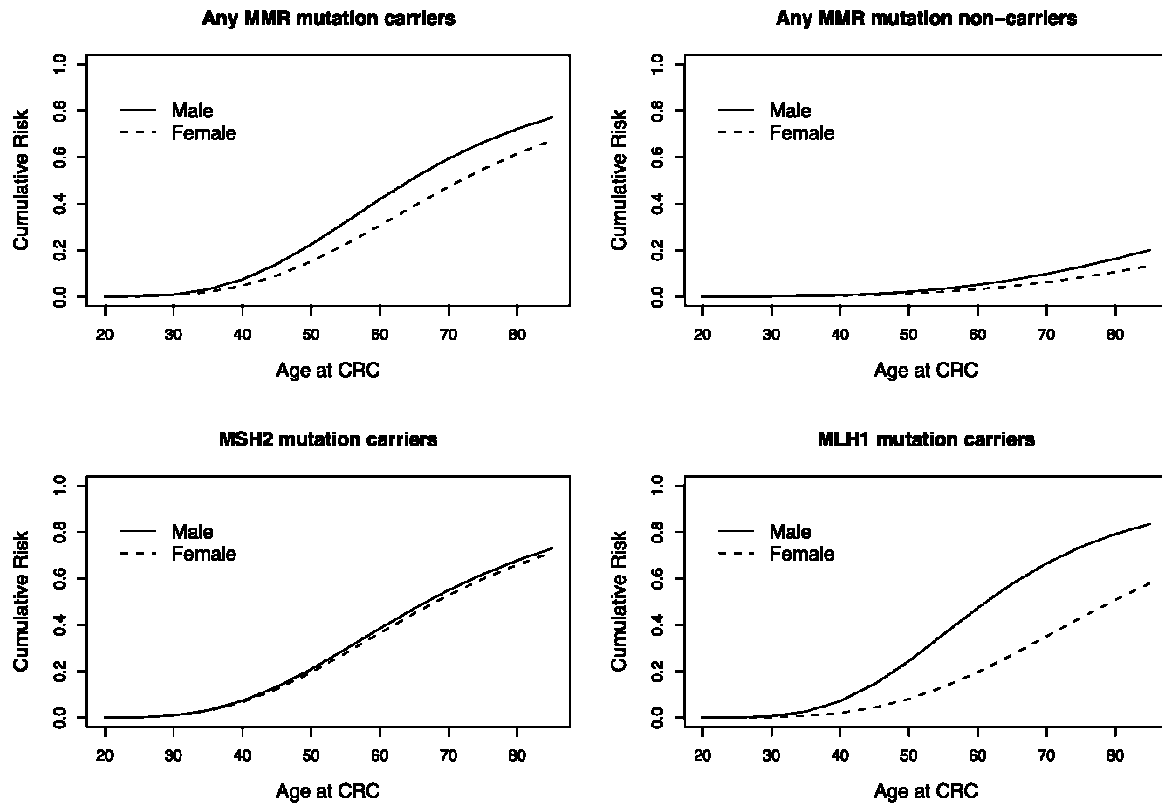 Any MMR mutation carriers
Cumulative Risk
1.0
0.8
0.6
0.4
0.2
0.0
Male
Female
20 30 40 50 60 70 80
Age at CRC
Any MMR mutation non-carriers
Cumulative Risk
1.0
0.8
0.6
0.4
0.2
0.0
Male
Female
20 30 40 50 60 70 80
Age at CRC
MSH2 mutation carriers
Cumulative Risk
1.0
0.8
0.6
0.4
0.2
0.0
Male
Female
20 30 40 50 60 70 80
Age at CRC
MLH1 mutation carriers
Cumulative Risk
1.0
0.8
0.6
0.4
0.2
0.0
Male
Female
20 30 40 50 60 70 80
Age at CRC